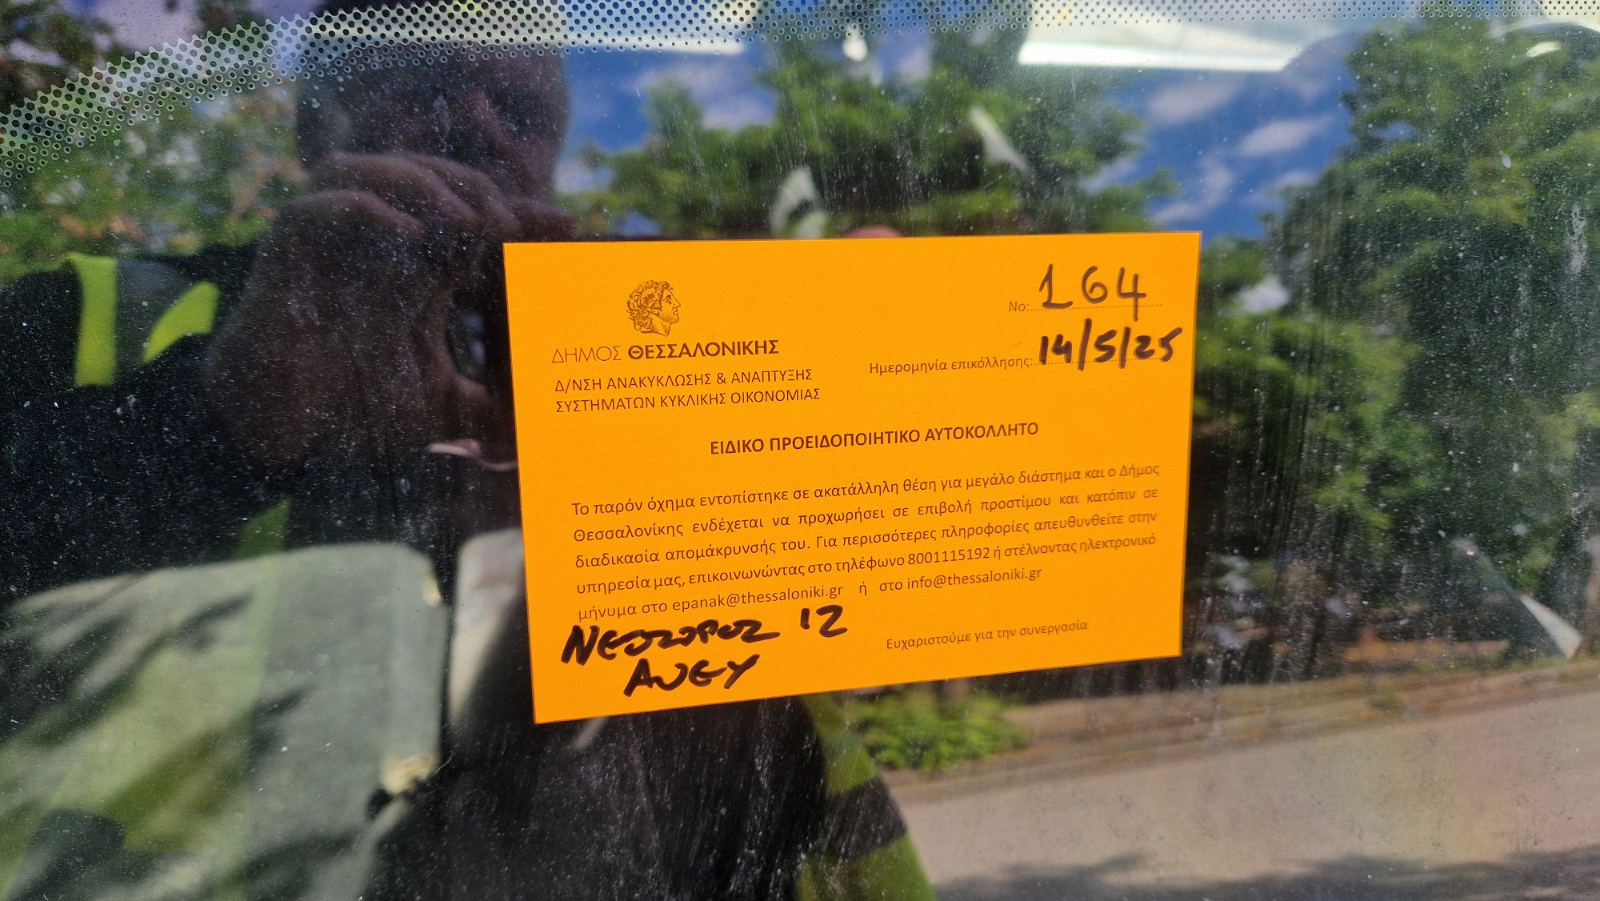 ΔΗΜΟΣ ΘΕΣΣΑΛΟΝΙΚΗΣ
Δ/ΝΣΗ ΑΝΑΚΥΚΛΩΣΗΣ & ΑΝΑΠΤΥΞΗΣ
ΣΥΣΤΗΜΑΤΩΝ ΚΥΚΛΙΚΗΣ ΟΙΚΟΝΟΜΙΑΣ
No: 164
Ημερομηνία επικόλλησης: 14/5/25
ΕΙΔΙΚΟ ΠΡΟΕΙΔΟΠΟΙΗΤΙΚΟ ΑΥΤΟΚΟΛΛΗΤΟ
Το παρόν όχημα εντοπίστηκε σε ακατάλληλη θέση για μεγάλο διάστημα και ο Δήμος
Θεσσαλονίκης ενδέχεται να προχωρήσει σε επιβολή προστίμου και κατόπιν σε
διαδικασία απομάκρυνσής του. Για περισσότερες πληροφορίες απευθυνθείτε στην
υπηρεσία μας, επικοινωνώντας στο τηλέφωνο 8001115192 ή στέλνοντας ηλεκτρονικό
μήνυμα στο epanak@thessaloniki.gr ή στο info@thessaloniki.gr
12
ΑΝΕΥ
Ευχαριστούμε για την συνεργασία